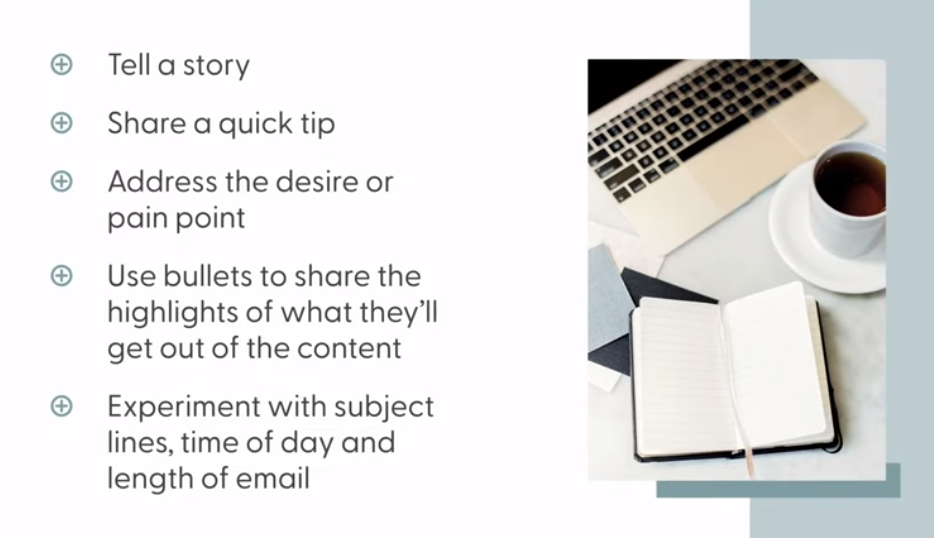 Tell a story
Share a quick tip
Address the desire or
pain point
Use bullets to share the
highlights of what they'll
get out of the content
Experiment with subject
lines, time of day and
length of email